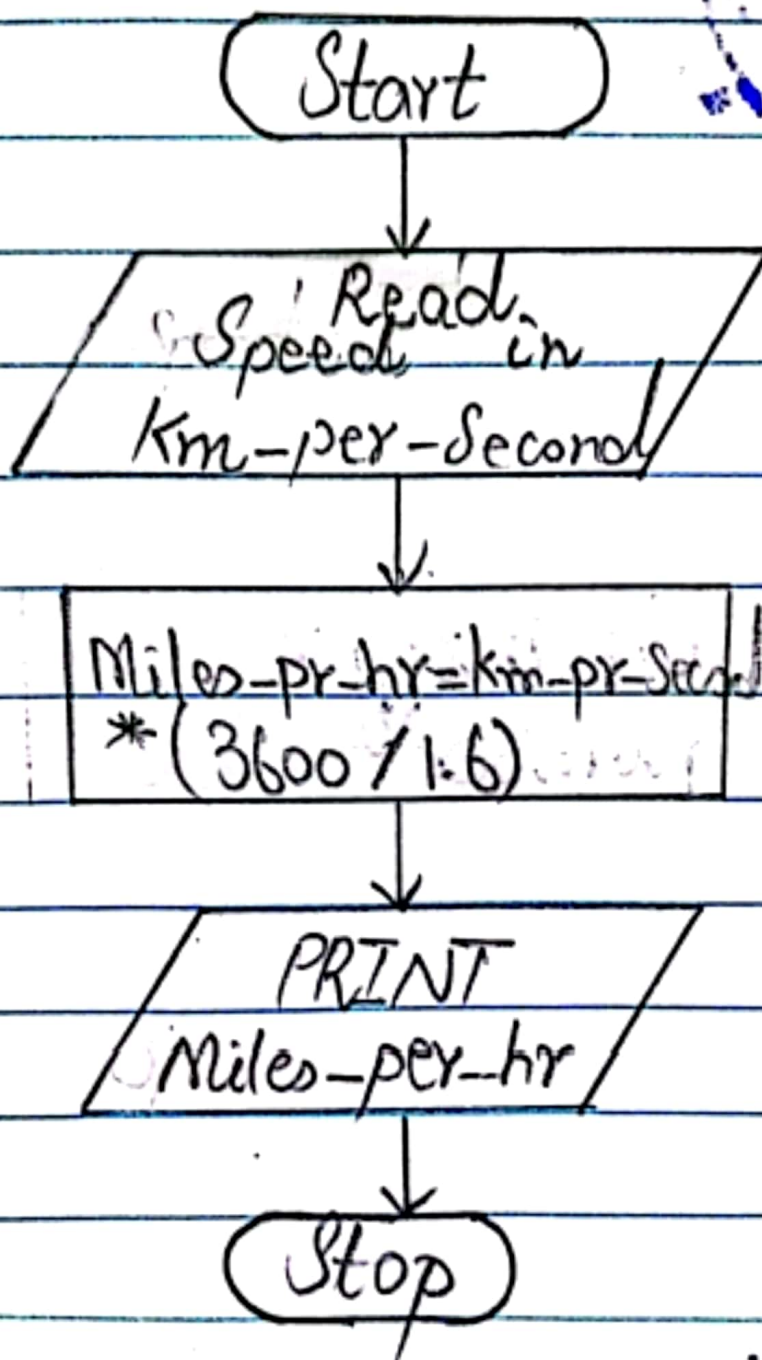 Start
Read
Speed in
Km-per-Second
Miles-pr-hr=km-pr-Second
*(3600/1.6)
PRINT
Miles-per-hr
Stop